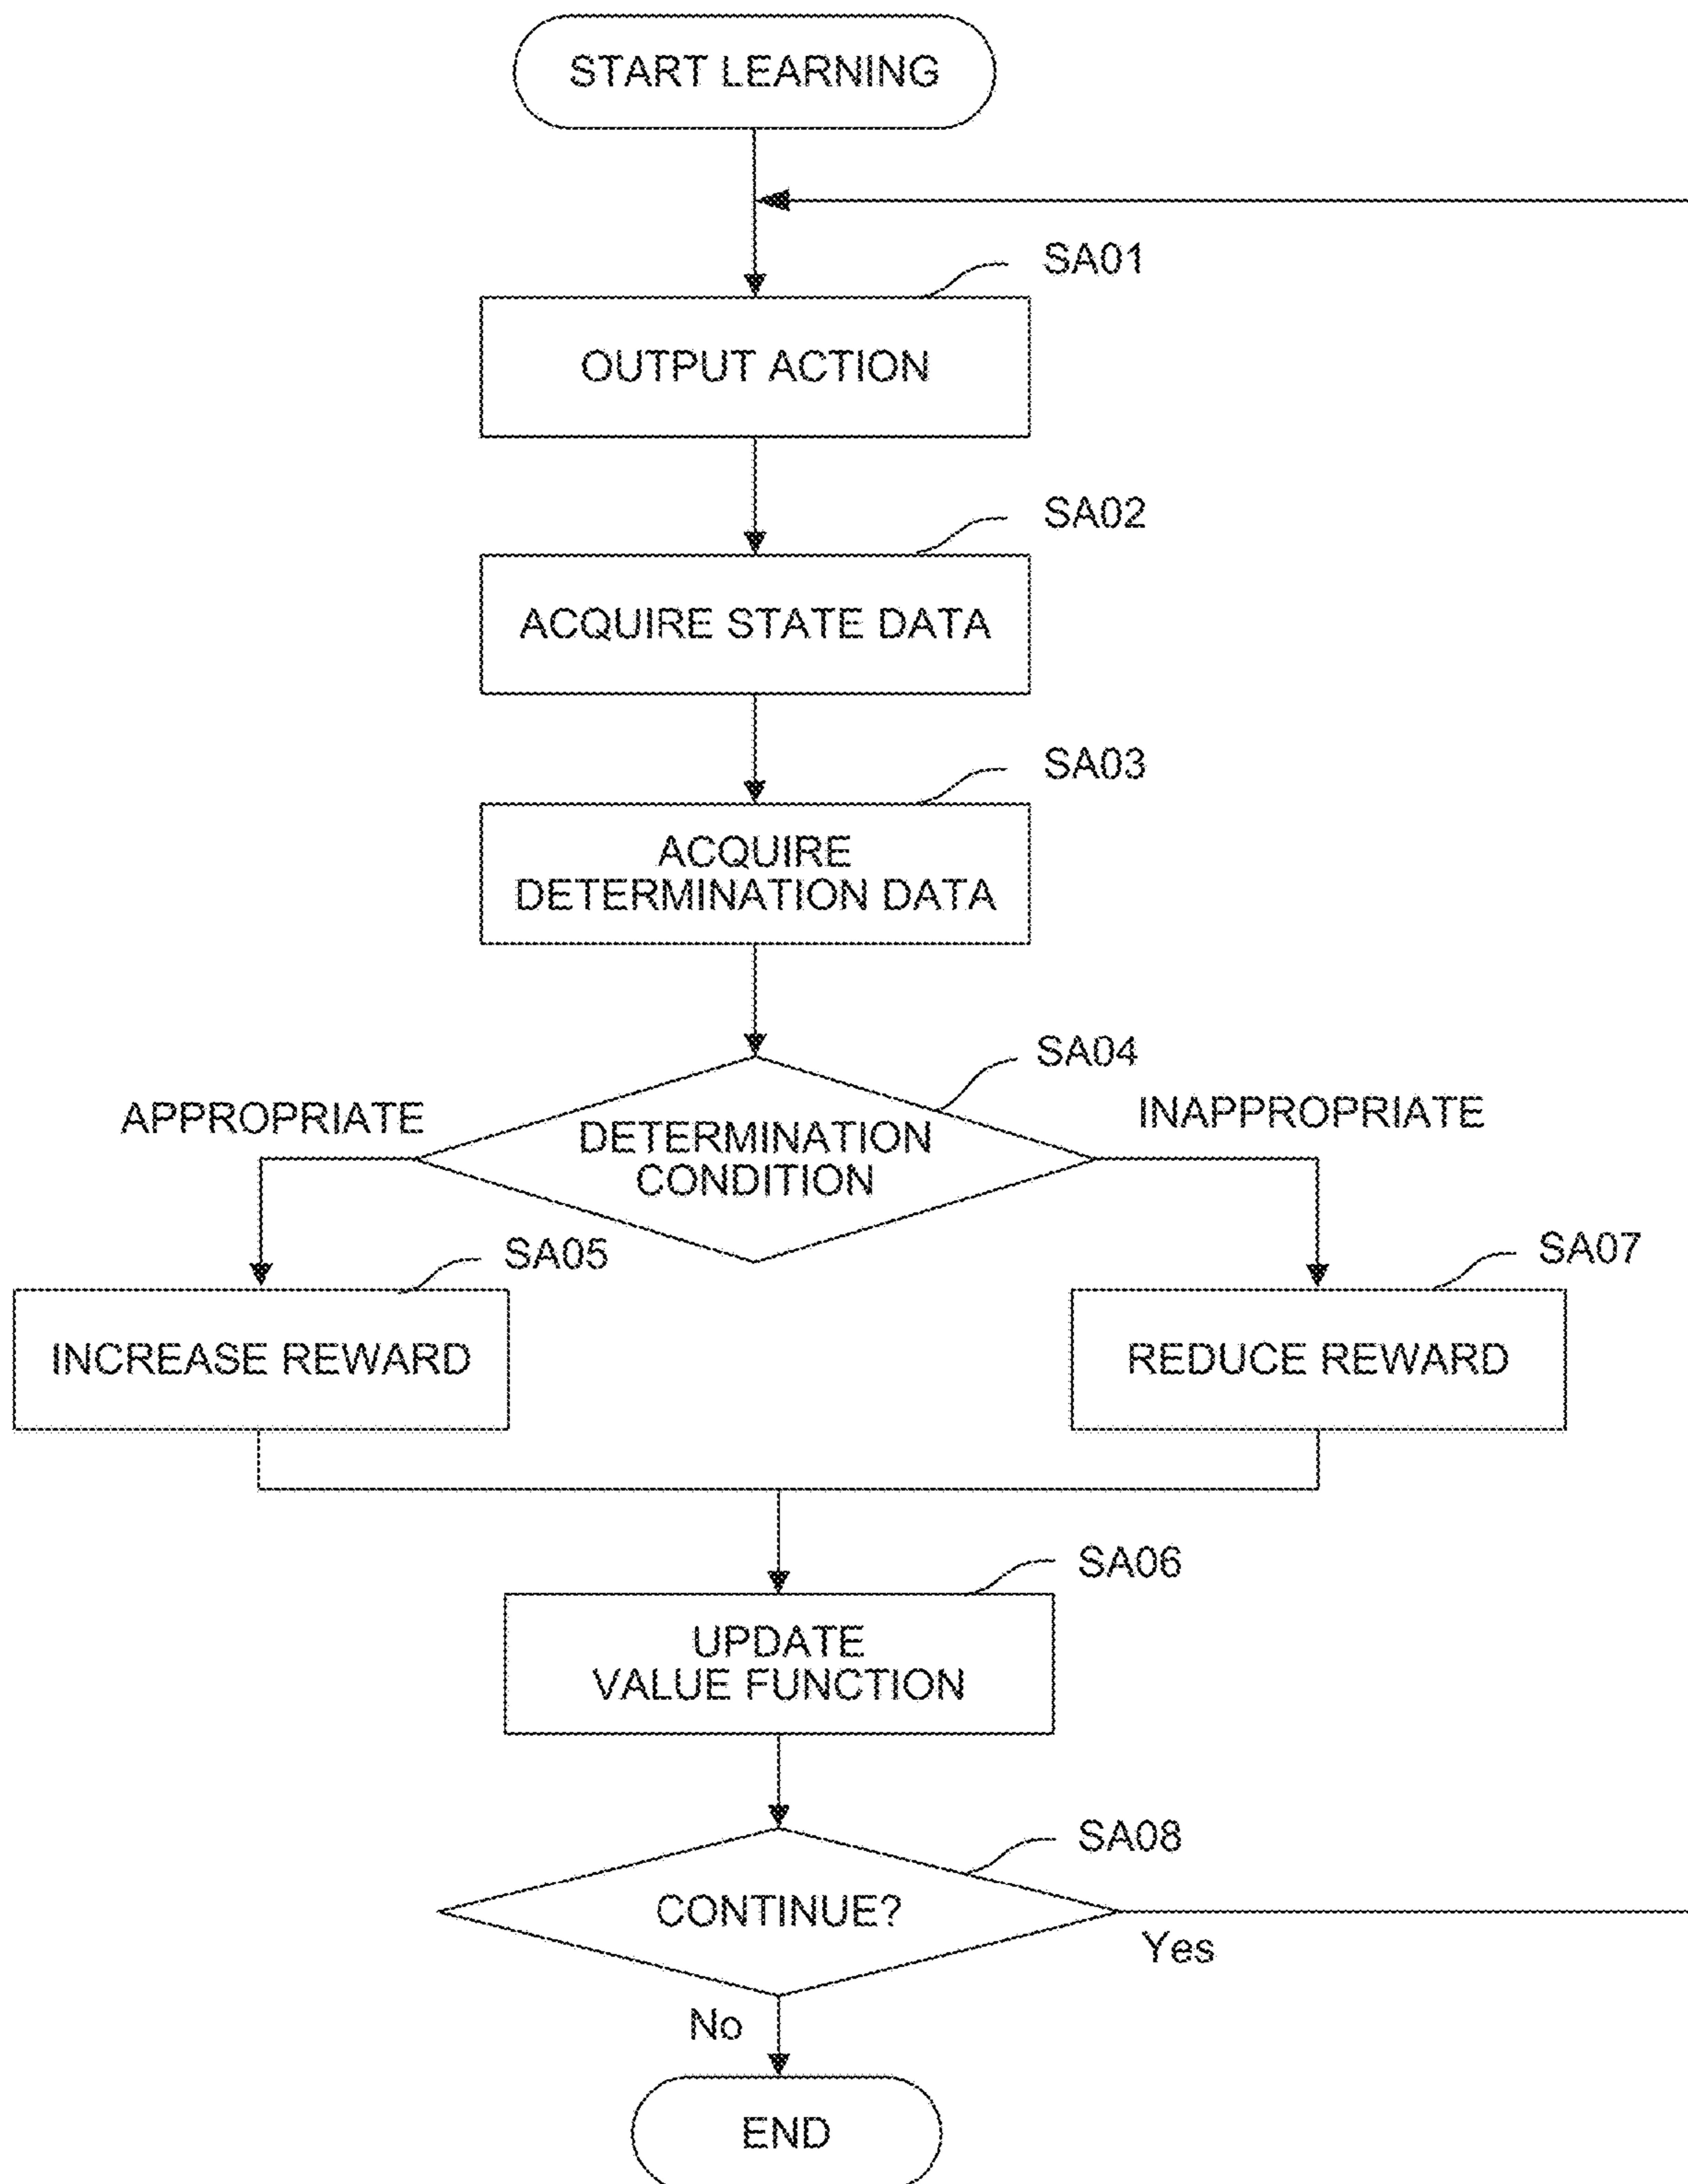 START LEARNING
SA01
OUTPUT ACTION
SA02
ACQUIRE STATE DATA
SA03
ACQUIRE
DETERMINATION DATA
SA04
APPROPRIATE
INAPPROPRIATE
DETERMINATION
CONDITION
SA05
SA07
INCREASE REWARD
REDUCE REWARD
SA06
UPDATE
VALUE FUNCTION
SA08
CONTINUE?
Yes
No
END